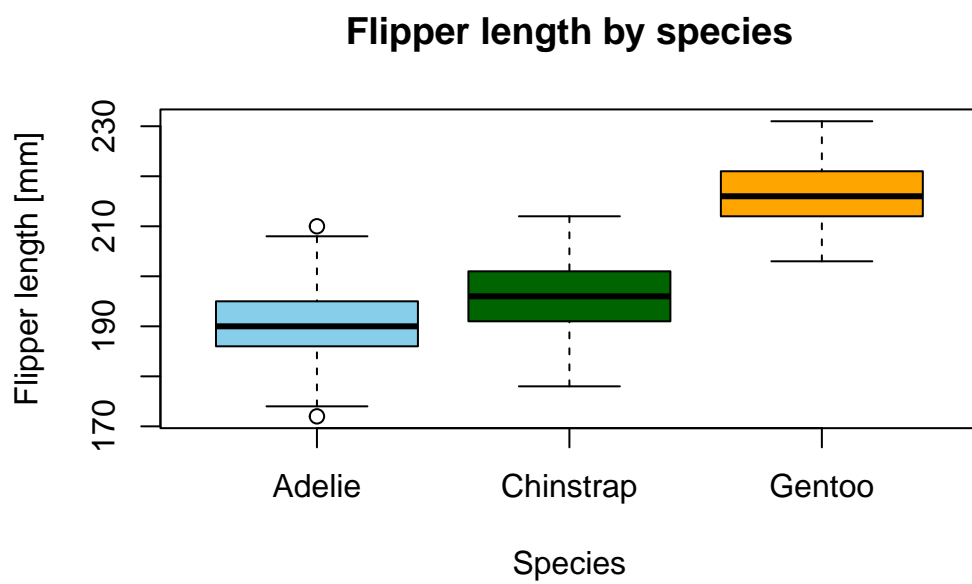 Flipper length by species
Flipper length [mm]
230
210
190
170
Adelie Chinstrap Gentoo
Species